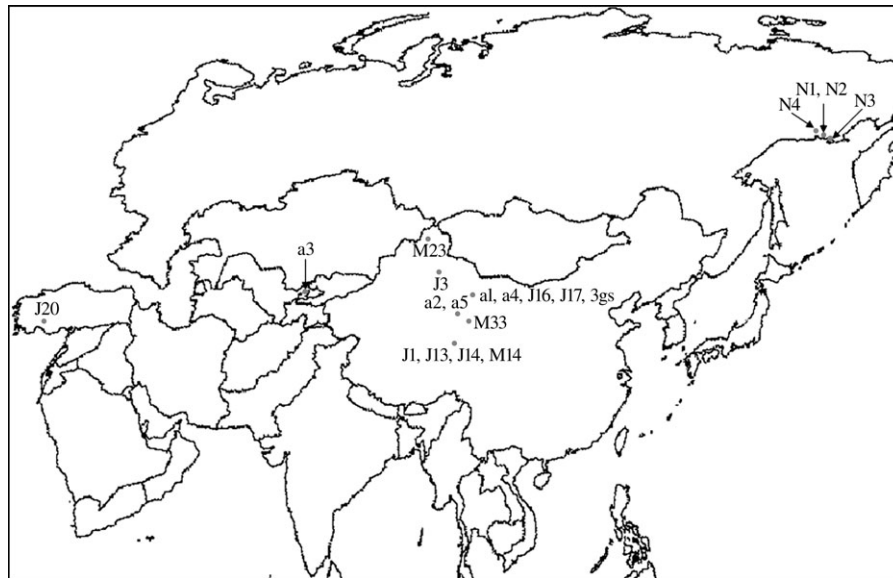 N1, N2
N4
N3
a3
M23
J3
J20
a2, a5
al, a4, J16, J17, 3gs
M33
J1, J13, J14, M14